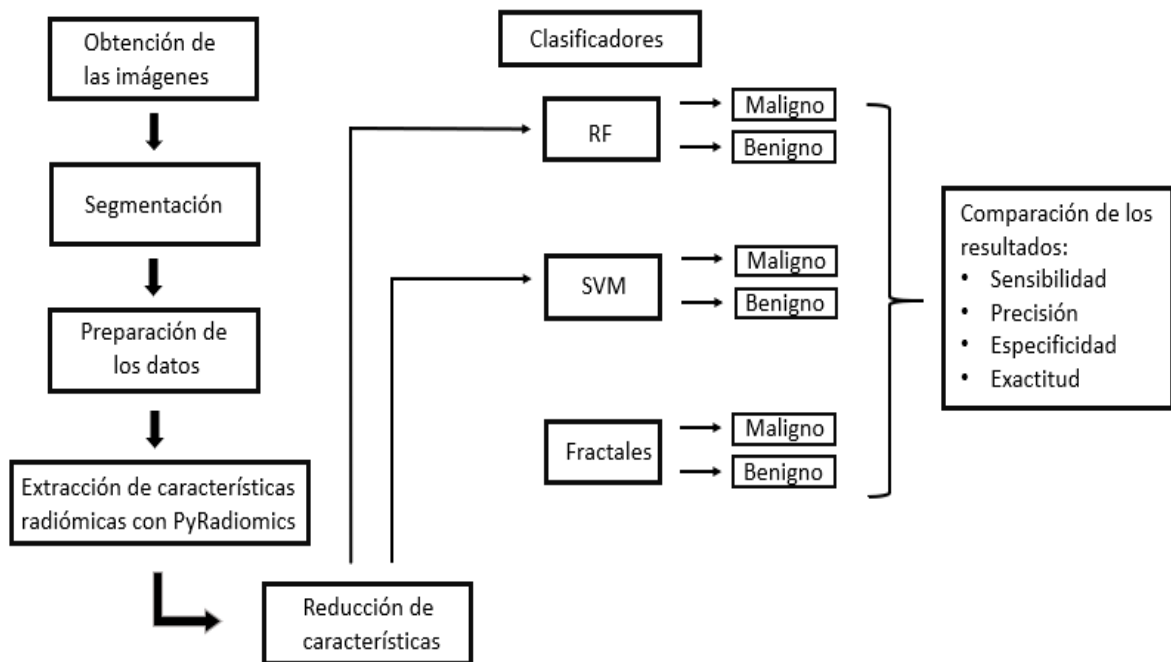 Obtención de
las imágenes
Segmentación
Preparación de
los datos
Extracción de características
radiómicas con PyRadiomics
Reducción de
características
Clasificadores
RF
Maligno
Benigno
SVM
Maligno
Benigno
Fractales
Maligno
Benigno
Comparación de los
resultados:
• Sensibilidad
• Precisión
• Especificidad
• Exactitud